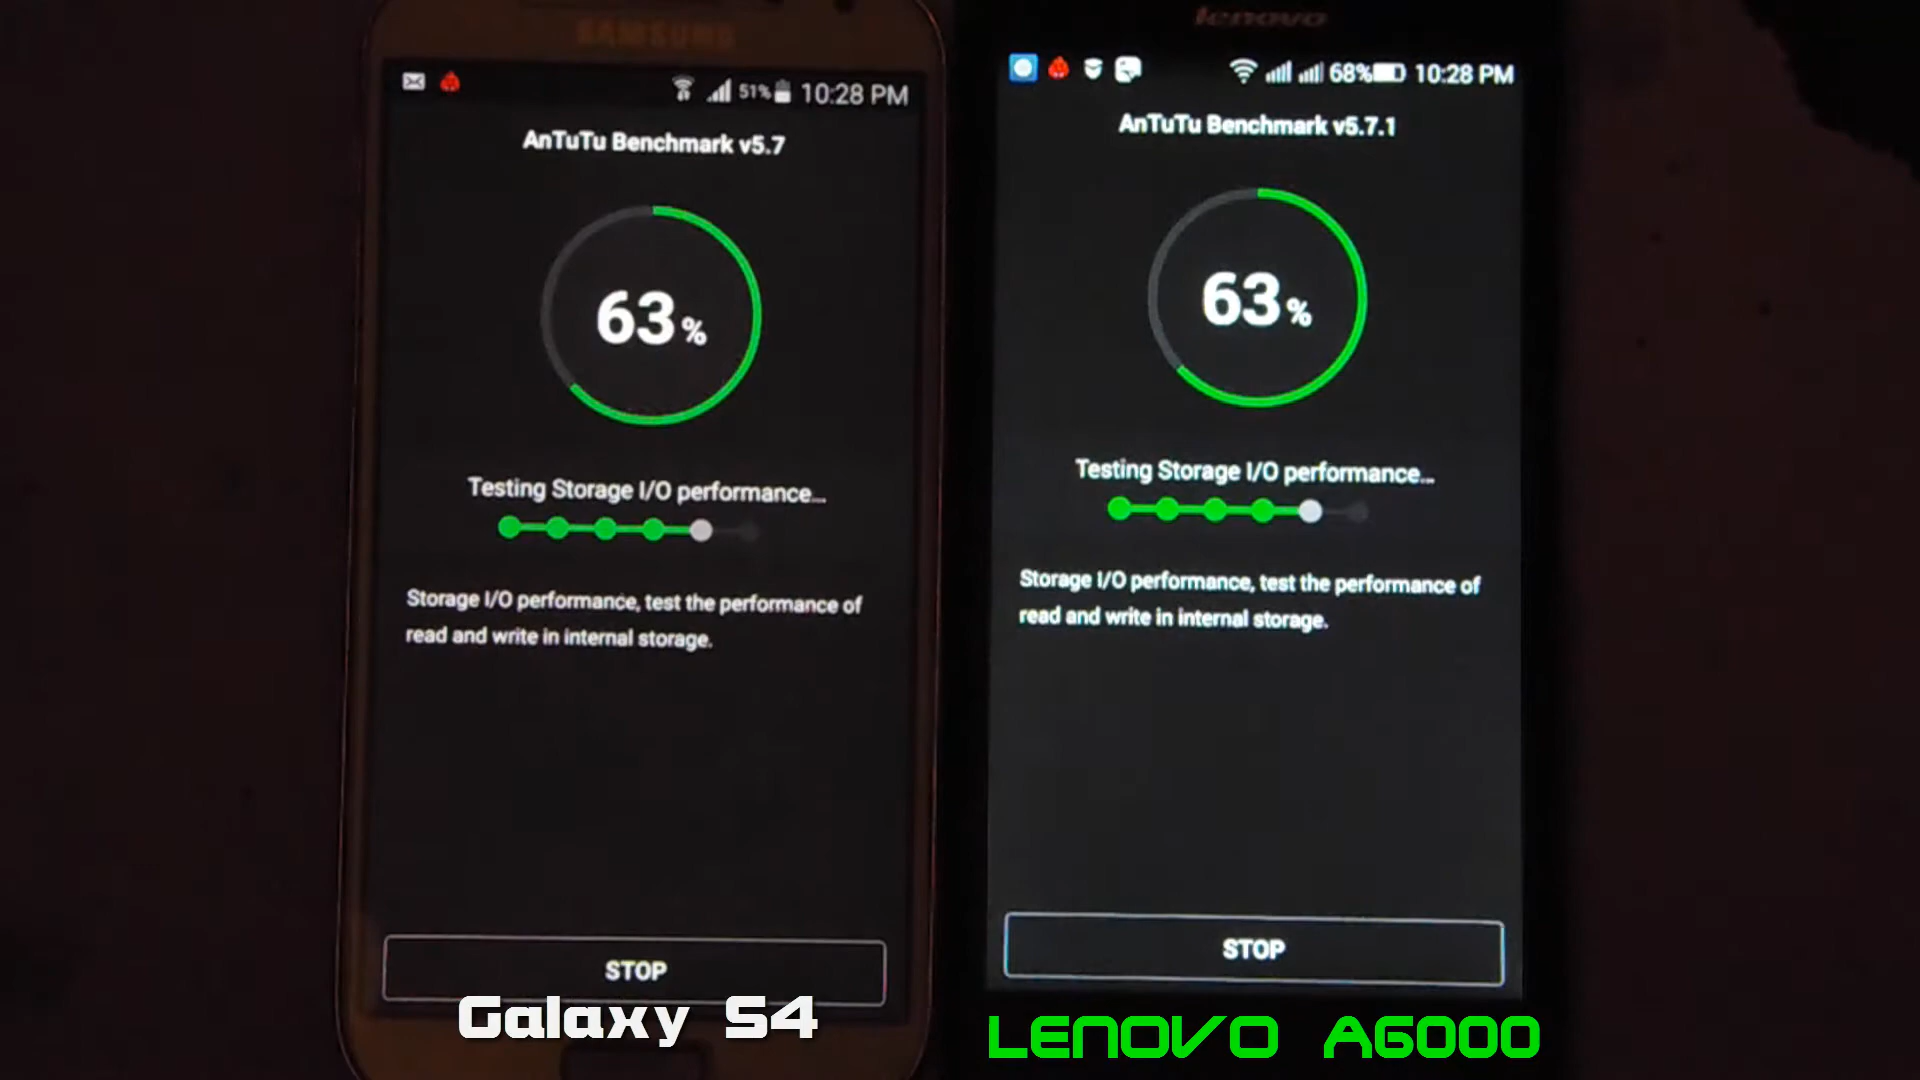 SAMSUNG
51% 10:28 PM
AnTuTu Benchmark v5.7
63%
Testing Storage I/O performance...
Storage I/O performance, test the performance of
read and write in internal storage.
STOP
Galaxy S4
lenovo
68% 10:28 PM
AnTuTu Benchmark v5.7.1
63%
Testing Storage I/O performance...
Storage I/O performance, test the performance of
read and write in internal storage.
STOP
LENOVO A6000